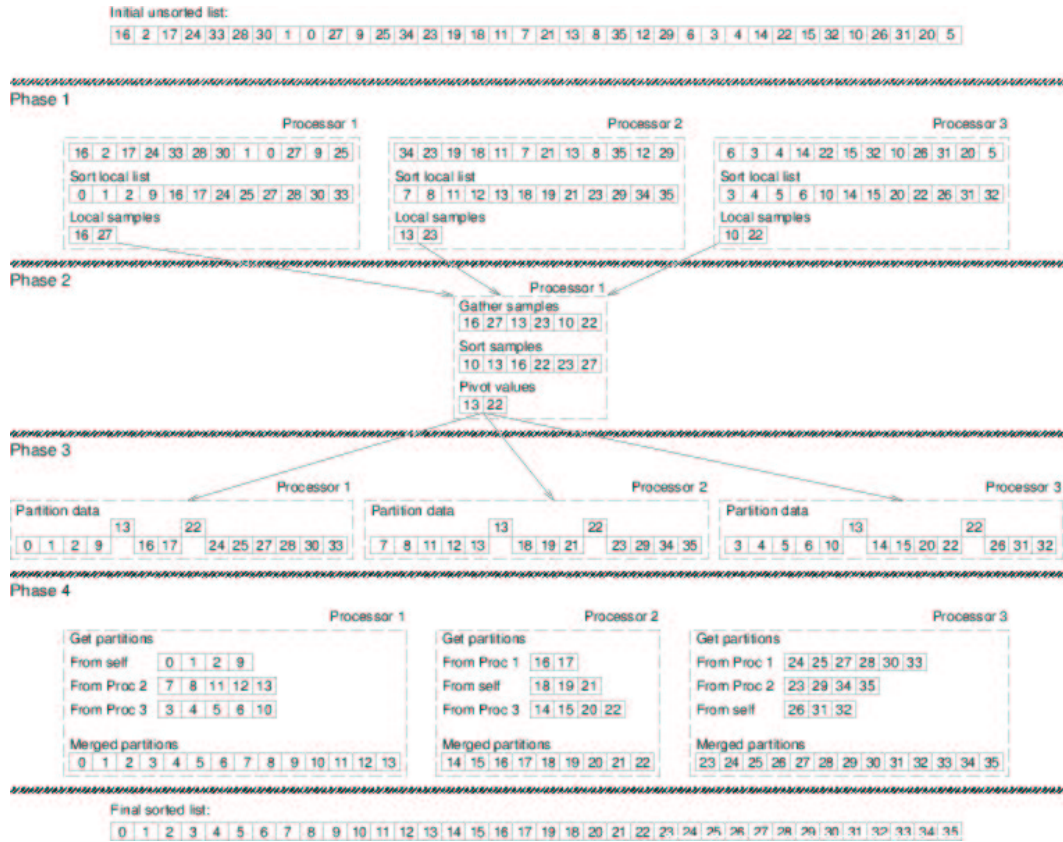 Initial unsorted list:
16 2 17 24 33 28 30 1 0 27 9 25 34 23 19 18 11 7 21 13 8 35 12 29 6 3 4 14 22 15 32 10 26 31 20 5
Phase 1
Processor 1
16 2 17 24 33 28 30 1 0 27 9 25
Sort local list
0 1 2 9 16 17 24 25 27 28 30 33
Local samples
16 27
Processor 2
34 23 19 18 11 7 21 13 8 35 12 29
Sort local list
7 8 11 12 13 18 19 21 23 29 34 35
Local samples
13 23
Processor 3
6 3 4 14 22 15 32 10 26 31 20 5
Sort local list
3 4 5 6 10 14 15 20 22 26 31 32
Local samples
10 22
Phase 2
Processor 1
Gather samples
16 27 13 23 10 22
Sort samples
10 13 16 22 23 27
Pivot values
13 22
Phase 3
Processor 1
Partition data
13 22
0 1 2 9 16 17 24 25 27 28 30 33
Processor 2
Partition data
13 22
7 8 11 12 13 18 19 21 23 29 34 35
Processor 3
Partition data
13 22
3 4 5 6 10 14 15 20 22 26 31 32
Phase 4
Processor 1
Get partitions
From self 0 1 2 9
From Proc 2 7 8 11 12 13
From Proc 3 3 4 5 6 10
Merged partitions
0 1 2 3 4 5 6 7 8 9 10 11 12 13
Processor 2
Get partitions
From Proc 1 16 17
From self 18 19 21
From Proc 3 14 15 20 22
Merged partitions
14 15 16 17 18 19 20 21 22
Processor 3
Get partitions
From Proc 1 24 25 27 28 30 33
From Proc 2 23 29 34 35
From self 26 31 32
Merged partitions
23 24 25 26 27 28 29 30 31 32 33 34 35
Final sorted list:
0 1 2 3 4 5 6 7 8 9 10 11 12 13 14 15 16 17 18 19 20 21 22 23 24 25 26 27 28 29 30 31 32 33 34 35